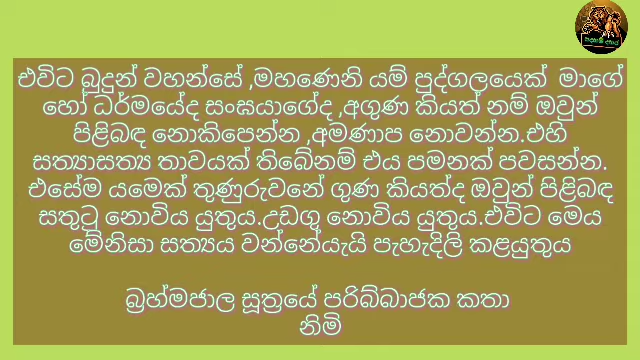 එවිට බුදුන් වහන්සේ ,මහණෙනි යම් පුද්ගලයෙක්  මාගේ
හෝ ධර්මයේද සංඝයාගේද ,අගුණ කියත් නම් ඔවුන්
පිළිබඳ නොකිපෙන්න ,අමණාප නොවන්න.එහි
සත්‍යාසත්‍ය තාවයක් තිබේනම් එය පමනක් පවසන්න.
එසේම යමෙක් තුණුරුවනේ ගුණ කියත්ද ඔවුන් පිළිබඳ
සතුටු නොවිය යුතුය.උඩගු නොවිය යුතුය.එවිට මෙය
මේනිසා සත්‍යය වන්නේයැයි පැහැදිලි කළයුතුය
බ්‍රහ්මජාල සූත්‍රයේ පරිබ්බාජක කතා
නිමි